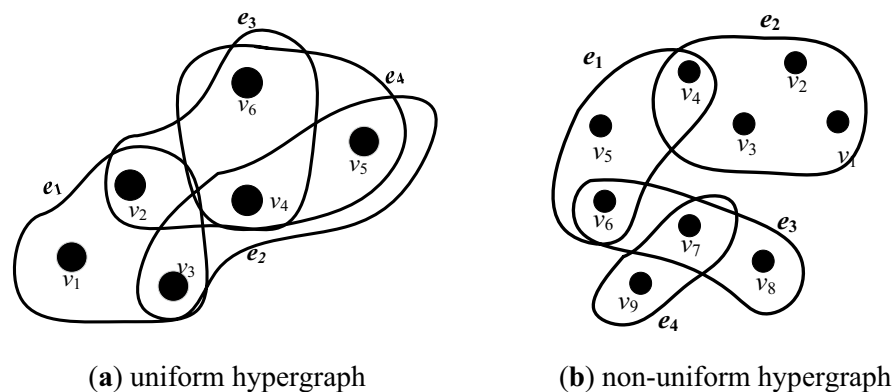 e₃
e₄
v₆
v₅
e₁
v₂
v₄
e₂
v₁
v₃
(a) uniform hypergraph
e₂
e₁
v₂
v₄
v₃
v₁
v₅
v₆
e₃
v₇
v₈
v₉
e₄
(b) non-uniform hypergraph